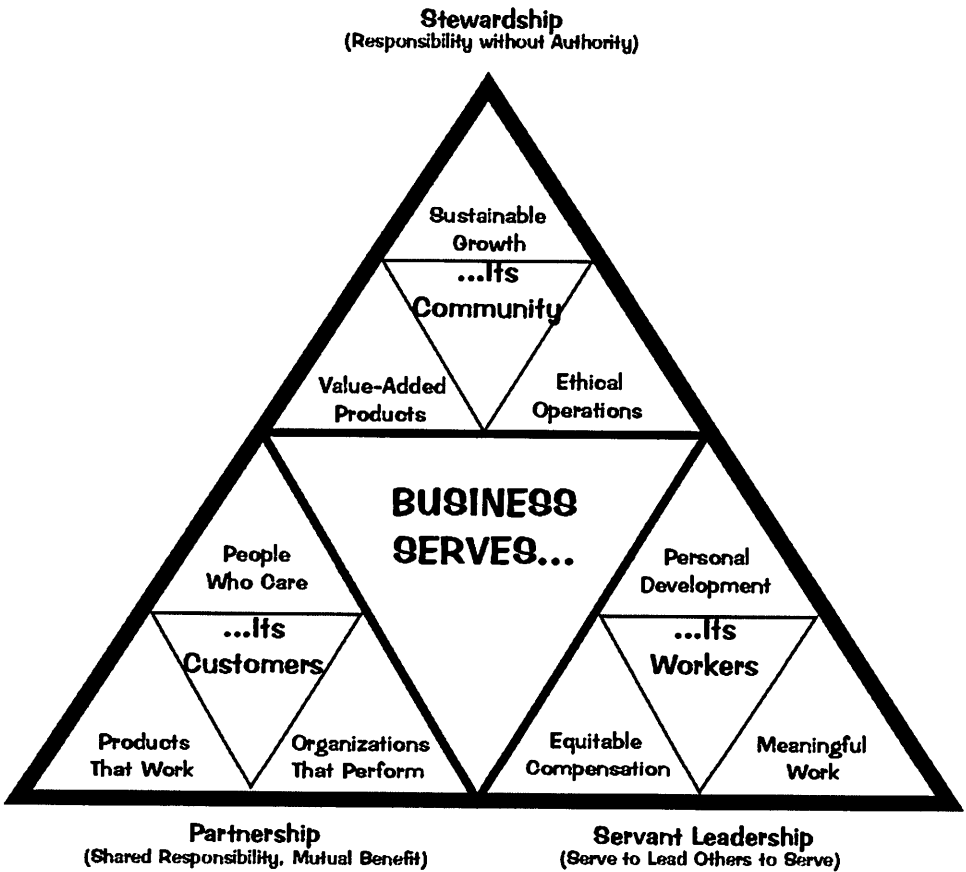 Stewardship
(Responsibility without Authority)
Sustainable
Growth
...Its
Community
Value-Added
Products
Ethical
Operations
BUSINESS
SERVES...
People
Who Care
...Its
Customers
Products
That Work
Organizations
That Perform
Personal
Development
...Its
Workers
Equitable
Compensation
Meaningful
Work
Partnership
(Shared Responsibility, Mutual Benefit)
Servant Leadership
(Serve to Lead Others to Serve)